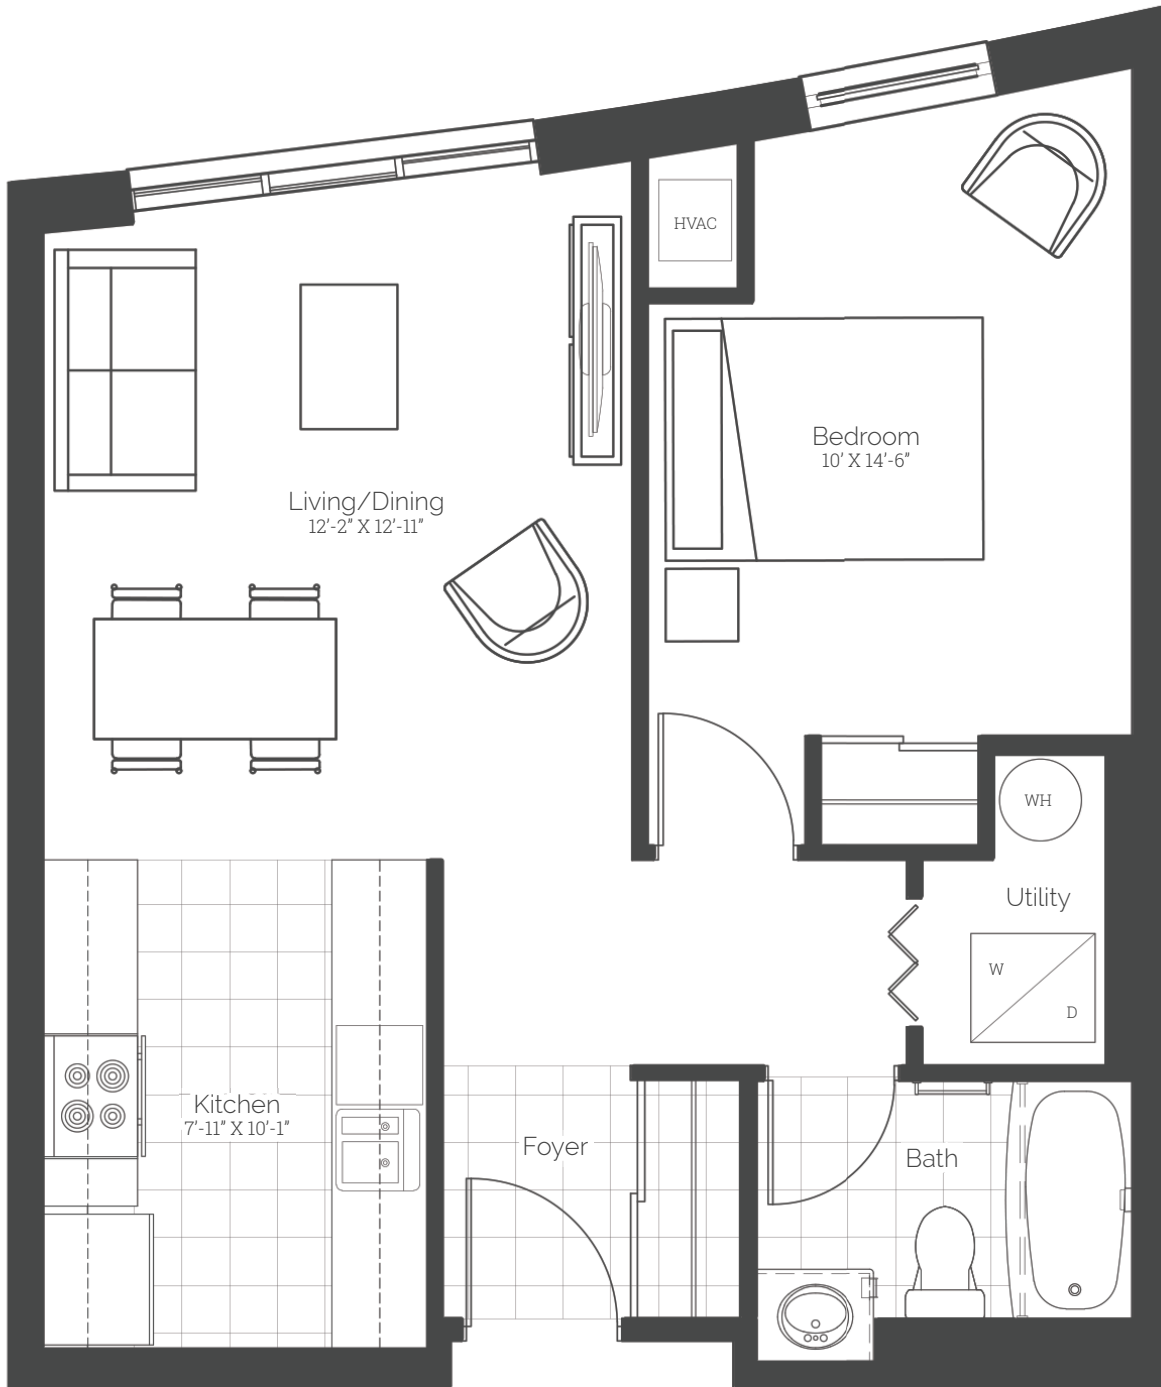 HVAC
Bedroom
10' X 14'-6"
Living/Dining
12'-2" X 12'-11"
WH
Utility
W
D
Kitchen
7'-11" X 10'-1"
Foyer
Bath